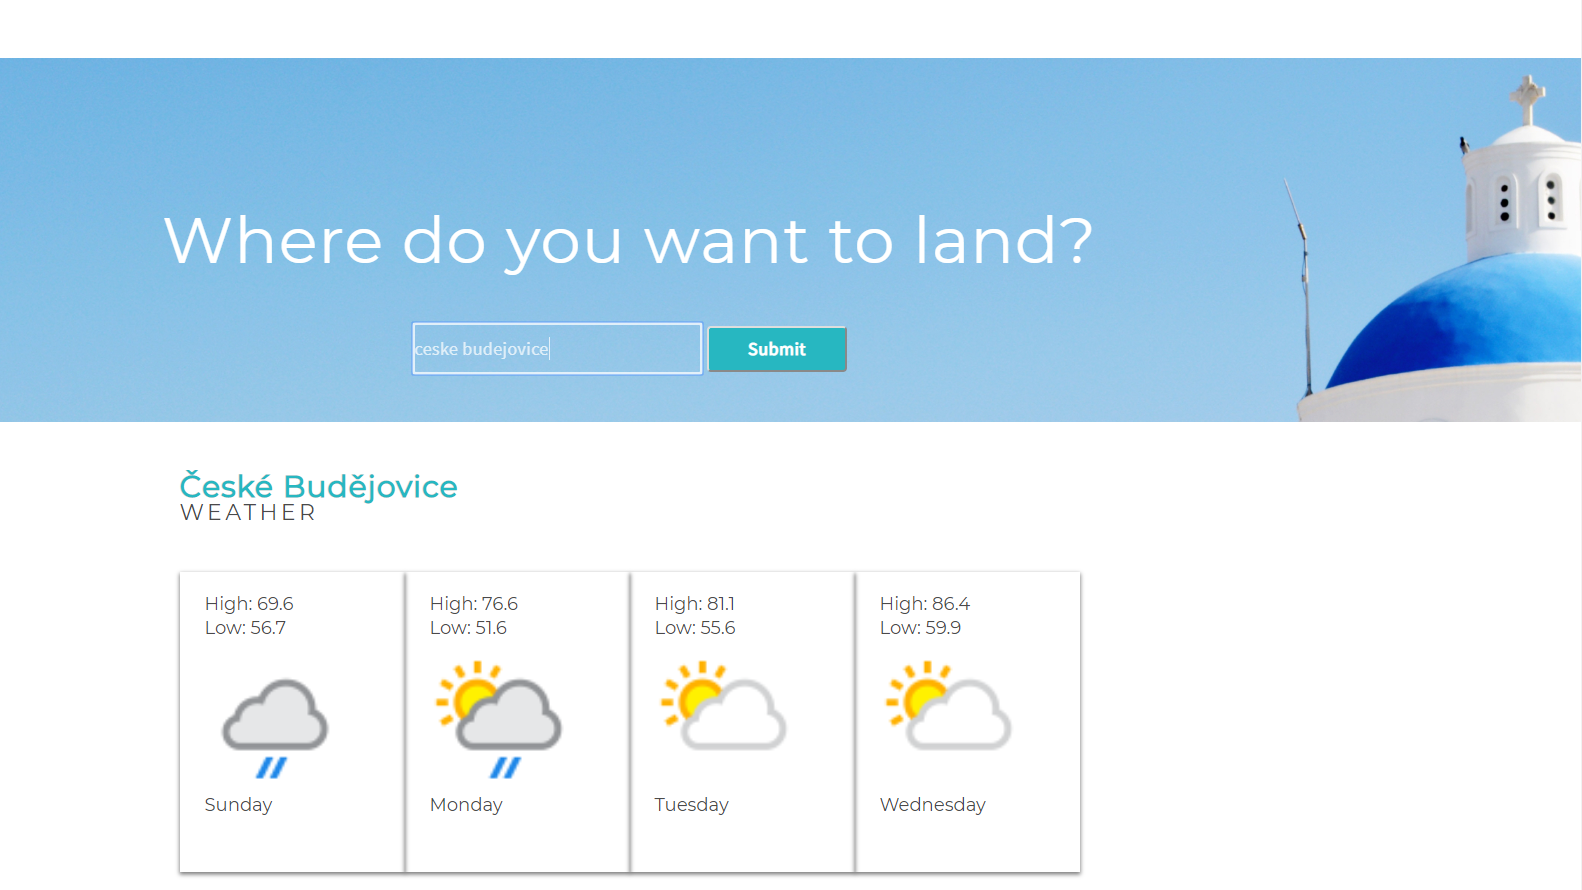 Where do you want to land?
ceske budejovice
Submit
České Budějovice
WEATHER
High: 69.6
Low: 56.7
Sunday
High: 76.6
Low: 51.6
Monday
High: 81.1
Low: 55.6
Tuesday
High: 86.4
Low: 59.9
Wednesday